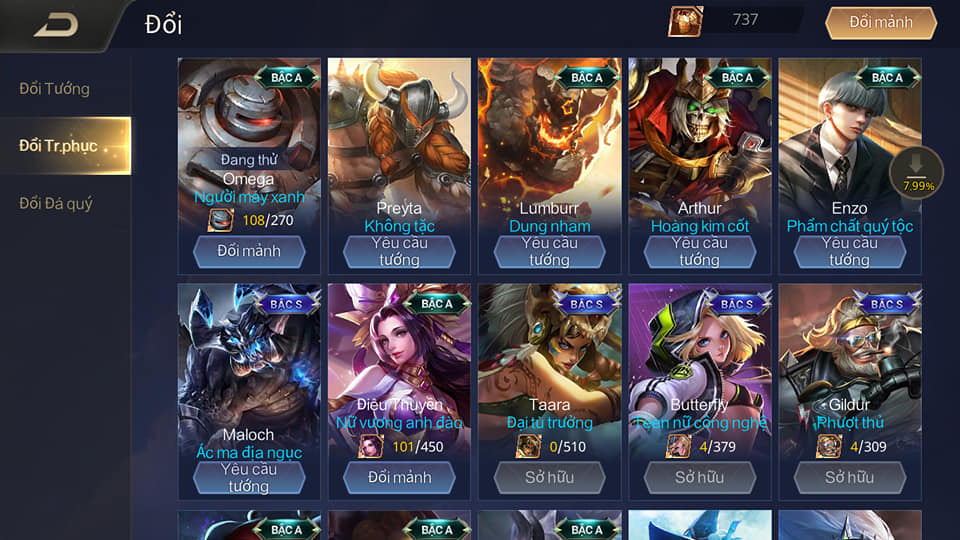 Đổi
737
Đổi mảnh
Đổi Tướng
Đổi Tr.phục
Đổi Đá quý
BẬC A
Đang thử
Omega
Người máy xanh
108/270
Đổi mảnh
Preyta
Không tặc
Yêu cầu
tướng
BẬC A
Lumburr
Dung nham
Yêu cầu
tướng
BẬC A
Arthur
Hoàng kim cốt
Yêu cầu
tướng
BẬC A
Enzo
Phẩm chất quý tộc
Yêu cầu
tướng
7.99%
BẬC S
Maloch
Ác ma địa ngục
Yêu cầu
tướng
BẬC A
Điêu Thuyền
Nữ vương anh đào
101/450
Đổi mảnh
BẬC S
Taara
Đại tù trưởng
0/510
Sở hữu
BẬC S
Butterfly
nữ công nghệ
4/379
Sở hữu
BẬC S
Gildur
Phượt thủ
4/309
Sở hữu
BẬC A
BẬC A
BẬC A